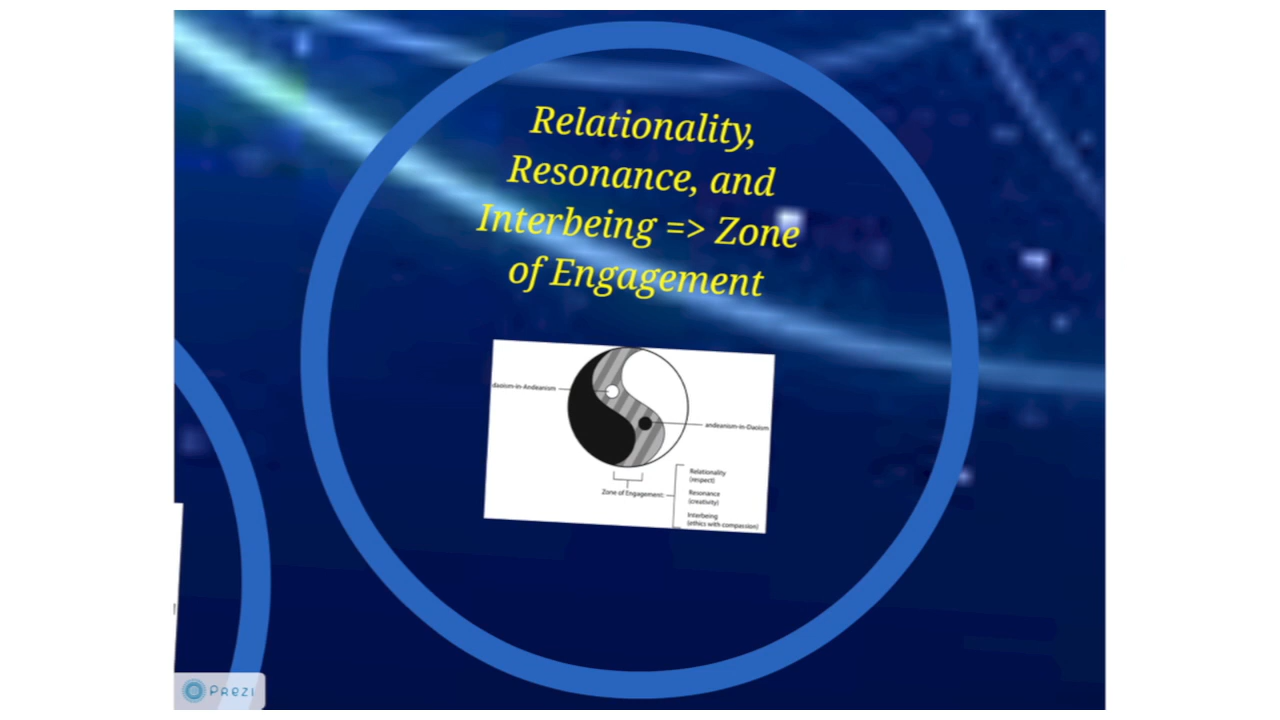 Relationality,
Resonance, and
Interbeing => Zone
of Engagement
daoism-in-Andeanism
andeanism-in-Daoism
Zone of Engagement:
Relationality
(respect)
Resonance
(creativity)
Interbeing
(ethics with compassion)
Prezi